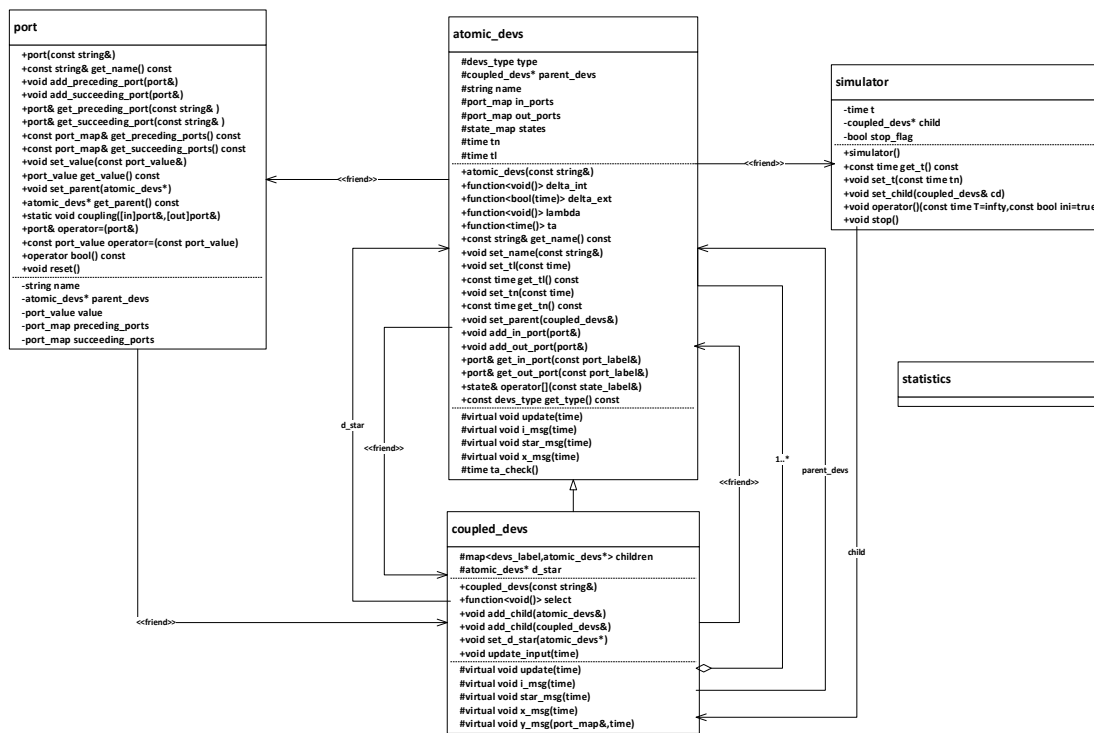 port
+port(const string&)
+const string& get_name() const
+void add_preceding_port(port&)
+void add_succeeding_port(port&)
+port& get_preceding_port(const string& )
+port& get_succeeding_port(const string& )
+const port_map& get_preceding_ports() const
+const port_map& get_succeeding_ports() const
+void set_value(const port_value&)
+port_value get_value() const
+void set_parent(atomic_devs*)
+atomic_devs* get_parent() const
+static void coupling([in]port&,[out]port&)
+port& operator=(port&)
+const port_value operator=(const port_value)
+operator bool() const
+void reset()
-string name
-atomic_devs* parent_devs
-port_value value
-port_map preceding_ports
-port_map succeeding_ports
<<friend>>
atomic_devs
#devs_type type
#coupled_devs* parent_devs
#string name
#port_map in_ports
#port_map out_ports
#state_map states
#time tn
#time tl
+atomic_devs(const string&)
+function<void()> delta_int
+function<bool(time)> delta_ext
+function<void()> lambda
+function<time()> ta
+const string& get_name() const
+void set_name(const string&)
+void set_tl(const time)
+const time get_tl() const
+void set_tn(const time)
+const time get_tn() const
+void set_parent(coupled_devs&)
+void add_in_port(port&)
+void add_out_port(port&)
+port& get_in_port(const port_label&)
+port& get_out_port(const port_label&)
+state& operator[](const state_label&)
+const devs_type get_type() const
#virtual void update(time)
#virtual void i_msg(time)
#virtual void star_msg(time)
#virtual void x_msg(time)
#time ta_check()
<<friend>>
simulator
-time t
-coupled_devs* child
-bool stop_flag
+simulator()
+const time get_t() const
+void set_t(const time tn)
+void set_child(coupled_devs& cd)
+void operator()(const time T=infty,const bool ini=true
+void stop()
statistics
d_star
<<friend>>
1..*
parent_devs
<<friend>>
child
<<friend>>
coupled_devs
#map<devs_label,atomic_devs*> children
#atomic_devs* d_star
+coupled_devs(const string&)
+function<void()> select
+void add_child(atomic_devs&)
+void add_child(coupled_devs&)
+void set_d_star(atomic_devs*)
+void update_input(time)
#virtual void update(time)
#virtual void i_msg(time)
#virtual void star_msg(time)
#virtual void x_msg(time)
#virtual void y_msg(port_map&,time)